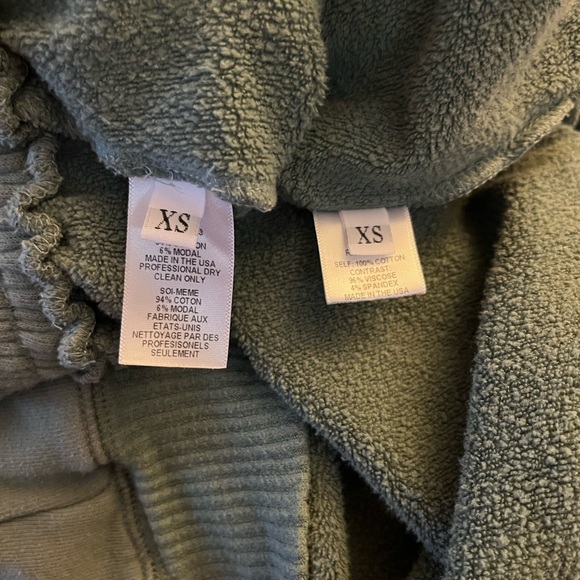 XS
6% MODAL
MADE IN THE USA
PROFESSIONAL DRY
CLEAN ONLY
SOI-MEME
94% COTON
6% MODAL
FABRIQUE AUX
ETATS-UNIS
NETTOYAGE PAR DES
PROFESIONELS
SEULEMENT
XS
SELF: 100% COTTON
CONTRAST:
96% VISCOSE
4% SPANDEX
MADE IN THE USA